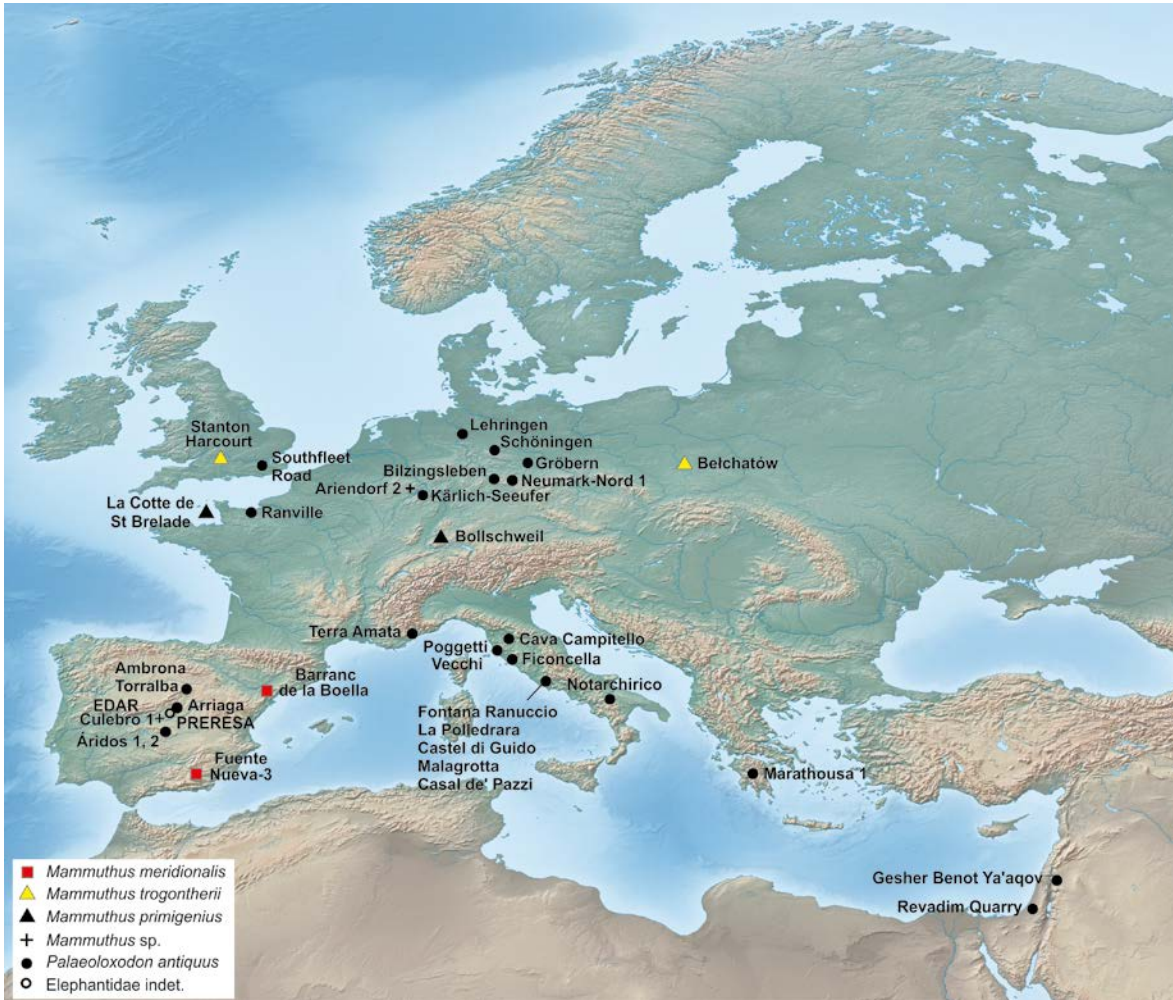 Lehringen
Stanton
Harcourt
Schöningen
Southfleet
Road
Gröbern
Bełchatów
Bilzingsleben
Neumark-Nord 1
Ariendorf 2
Kärlich-Seeufer
La Cotte de
St Brelade
Ranville
Bollschweil
Terra Amata
Cava Campitello
Poggetti
Vecchi
Ficoncella
Ambrona
Torralba
Barranc
de la Boella
Notarchirico
EDAR
Culebro 1
Arriaga
PRERESA
Áridos 1, 2
Fontana Ranuccio
La Polledrara
Castel di Guido
Malagrotta
Casal de' Pazzi
Fuente
Nueva-3
Marathousa 1
Gesher Benot Ya'aqov
Revadim Quarry
Mammuthus meridionalis
Mammuthus trogontherii
Mammuthus primigenius
Mammuthus sp.
Palaeoloxodon antiquus
Elephantidae indet.